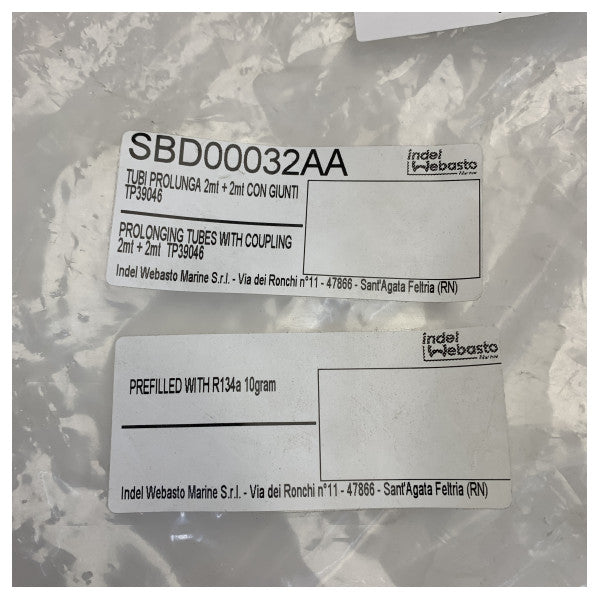 SBD00032AA
indel
Webasto
Marine
TUBI PROLUNGA 2mt + 2mt CON GIUNTI
TP39046
PROLONGING TUBES WITH COUPLING
2mt + 2mt TP39046
Indel Webasto Marine S.r.l. - Via dei Ronchi n°11 - 47866 - Sant'Agata Feltria (RN)
indel
Webasto
Marine
PREFILLED WITH R134a 10gram
Indel Webasto Marine S.r.l. - Via dei Ronchi n°11 - 47866 - Sant'Agata Feltria (RN)